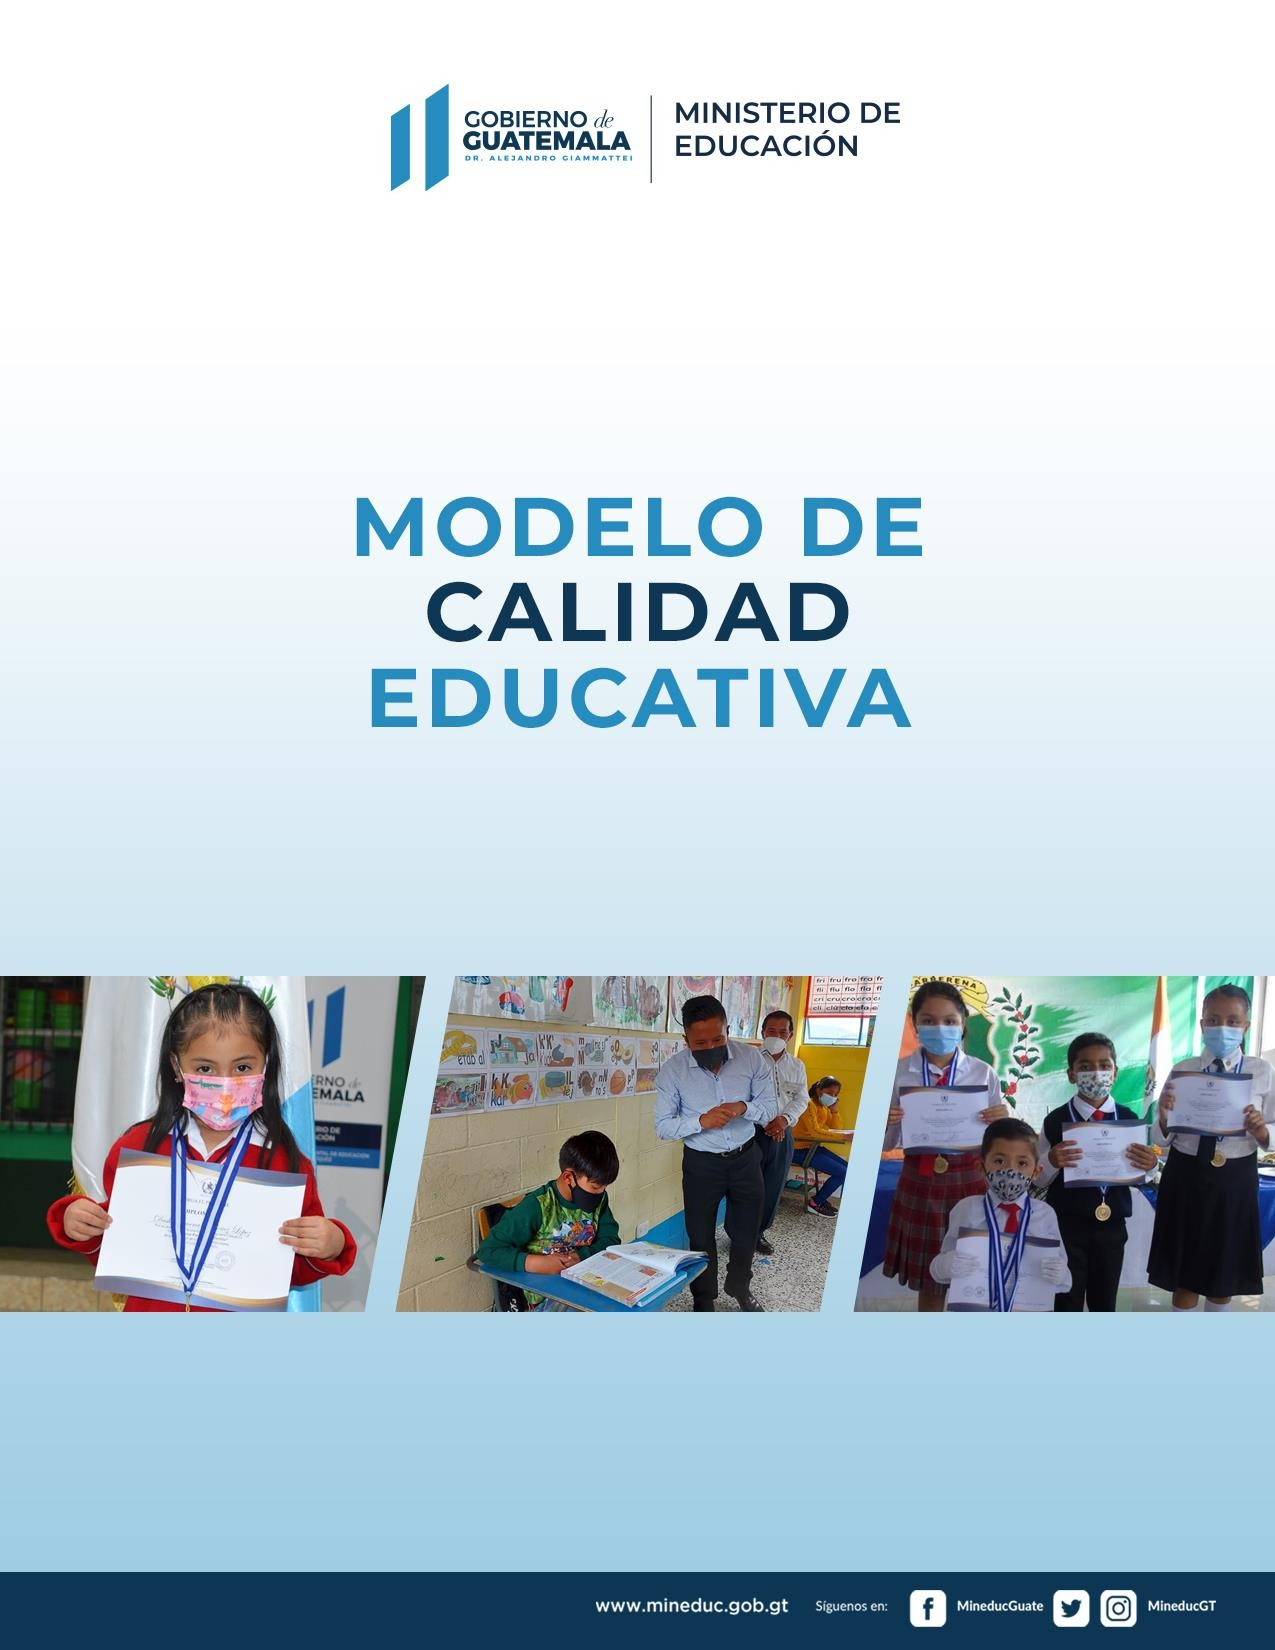 GOBIERNO de
GUATEMALA
DR. ALEJANDRO GIAMMATTEI
MINISTERIO DE
EDUCACIÓN
MODELO DE
CALIDAD
EDUCATIVA
www.mineduc.gob.gt
Síguenos en:
MineducGuate
MineducGT